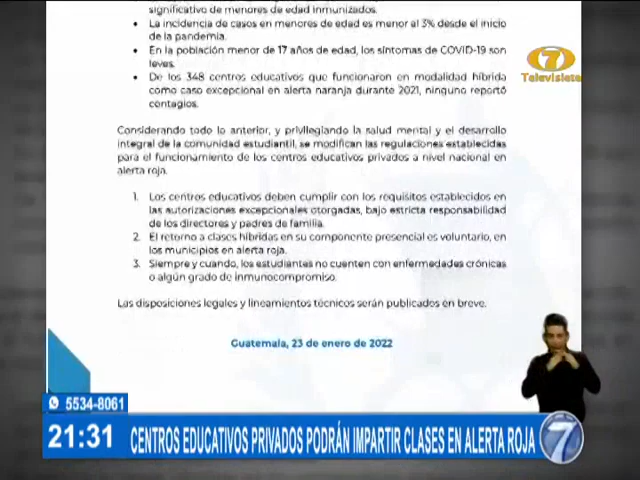 significativo de menores de edad inmunizados.
• La incidencia de casos en menores de edad es menor al 3% desde el inicio
de la pandemia.
• En la población menor de 17 años de edad, los síntomas de COVID-19 son
leves.
• De los 348 centros educativos que funcionaron en modalidad híbrida
como caso excepcional en alerta naranja durante 2021, ninguno reportó
contagios.
7
Televisiete
Considerando todo lo anterior, y privilegiando la salud mental y el desarrollo
integral de la comunidad estudiantil, se modifican las regulaciones establecidas
para el funcionamiento de los centros educativos privados a nivel nacional en
alerta roja.
1. Los centros educativos deben cumplir con los requisitos establecidos en
las autorizaciones excepcionales otorgadas, bajo estricta responsabilidad
de los directores y padres de familia.
2. El retorno a clases híbridas en su componente presencial es voluntario, en
los municipios en alerta roja.
3. Siempre y cuando, los estudiantes no cuenten con enfermedades crónicas
o algún grado de inmunocompromiso.
Las disposiciones legales y lineamientos técnicos serán publicados en breve.
Guatemala, 23 de enero de 2022
5534-8061
21:31
CENTROS EDUCATIVOS PRIVADOS PODRÁN IMPARTIR CLASES EN ALERTA ROJA
7